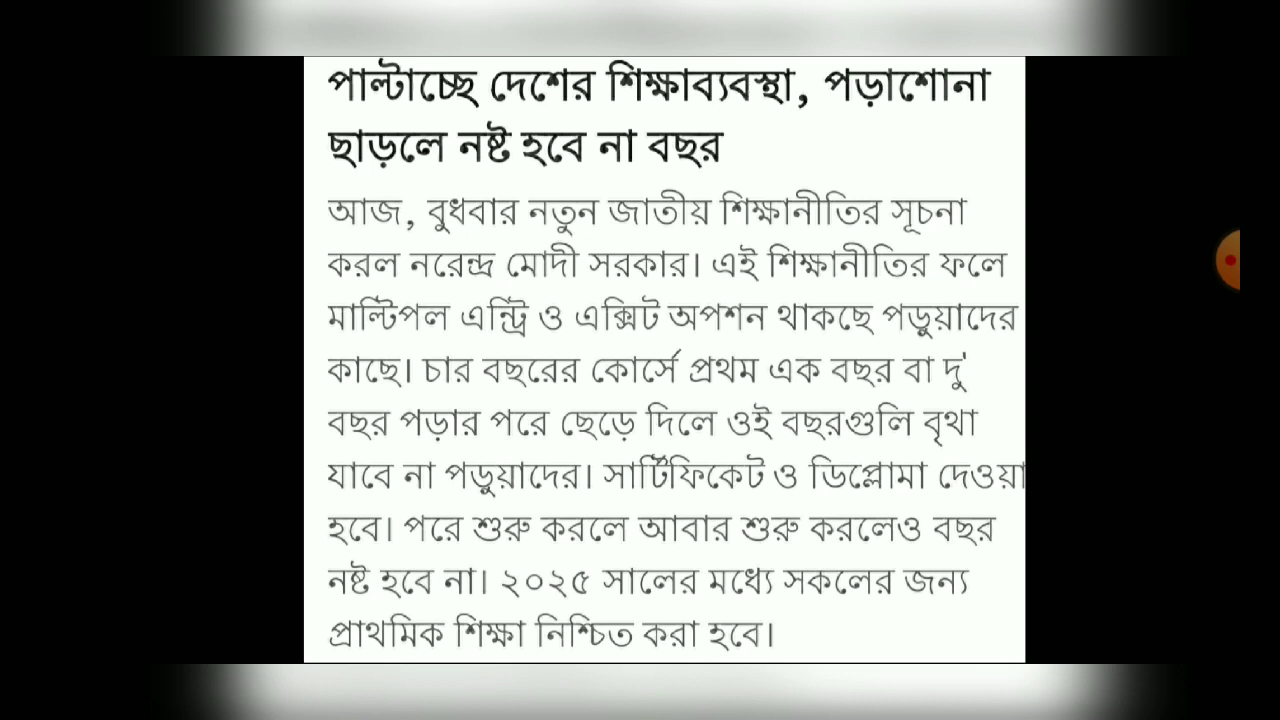 পাল্টাচ্ছে দেশের শিক্ষাব্যবস্থা, পড়াশোনা
ছাড়লে নষ্ট হবে না বছর
আজ, বুধবার নতুন জাতীয় শিক্ষানীতির সূচনা
করল নরেন্দ্র মোদী সরকার। এই শিক্ষানীতির ফলে
মাল্টিপল এন্ট্রি ও এক্সিট অপশন থাকছে পড়ুয়াদের
কাছে। চার বছরের কোর্সে প্রথম এক বছর বা দু'
বছর পড়ার পরে ছেড়ে দিলে ওই বছরগুলি বৃথা
যাবে না পড়ুয়াদের। সার্টিফিকেট ও ডিপ্লোমা দেওয়া
হবে। পরে শুরু করলে আবার শুরু করলেও বছর
নষ্ট হবে না। ২০২৫ সালের মধ্যে সকলের জন্য
প্রাথমিক শিক্ষা নিশ্চিত করা হবে।